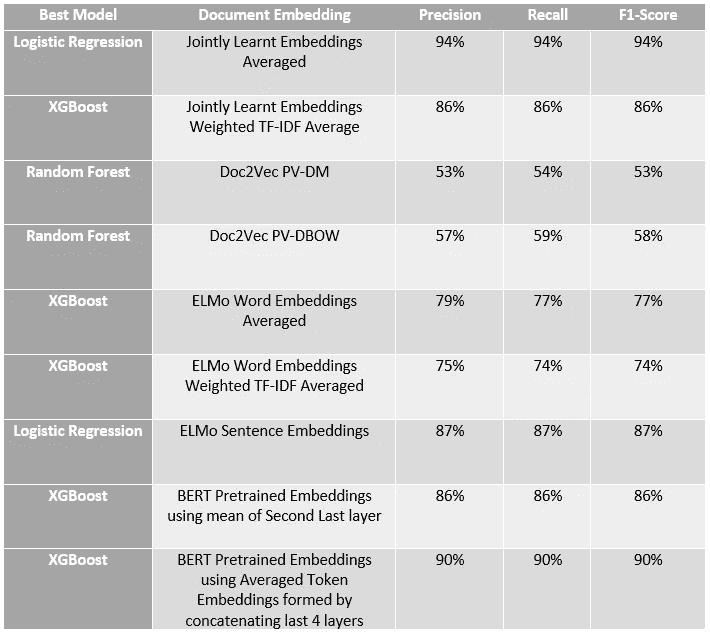 Best Model Document Embedding Precision Recall F1-Score
Logistic Regression Jointly Learnt Embeddings 94% 94% 94%
Averaged
XGBoost Jointly Learnt Embeddings 86% 86% 86%
Weighted TF-IDF Average
Random Forest Doc2Vec PV-DM 53% 54% 53%
Random Forest Doc2Vec PV-DBOW 57% 59% 58%
XGBoost ELMo Word Embeddings 79% 77% 77%
Averaged
XGBoost ELMo Word Embeddings 75% 74% 74%
Weighted TF-IDF Averaged
Logistic Regression ELMo Sentence Embeddings 87% 87% 87%
XGBoost BERT Pretrained Embeddings 86% 86% 86%
using mean of Second Last layer
XGBoost BERT Pretrained Embeddings 90% 90% 90%
using Averaged Token
Embeddings formed by
concatenating last 4 layers